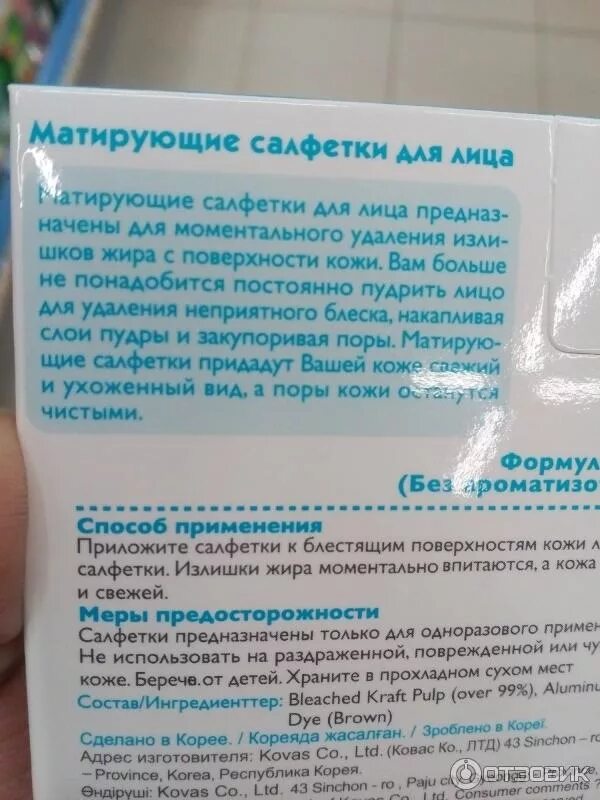 Матирующие салфетки для лица
Матирующие салфетки для лица предназ-
начены для моментального удаления изли-
шков жира с поверхности кожи. Вам больше
не понадобится постоянно пудрить лицо
для удаления неприятного блеска, накапливая
слои пудры и закупоривая поры. Матирую-
щие салфетки придадут Вашей коже свежий
и ухоженный вид, а поры кожи останутся
чистыми.
Формул
(Без ароматизо
Способ применения
Приложите салфетки к блестящим поверхностям кожи л
салфетки. Излишки жира моментально впитаются, а кожа
и свежей.
Меры предосторожности
Салфетки предназначены только для одноразового примен
Не использовать на раздраженной, поврежденной или чу
коже. Беречь от детей. Храните в прохладном сухом мест
Состав/Ингредиенттер: Bleached Kraft Pulp (over 99%), Aluminu
Dye (Brown)
Сделано в Корее. / Кореяда жасалған. / Зроблено в Кореї.
Адрес изготовителя: Kovas Co., Ltd. (Ковас Ко., ЛТД) 43 Sinchon - ro
– Province, Korea, Республика Корея.
Өндіруші: Kovas Co., Ltd. 43 Sinchon - ro , Paju city
Consumer comments ?
ОТЗОВИК